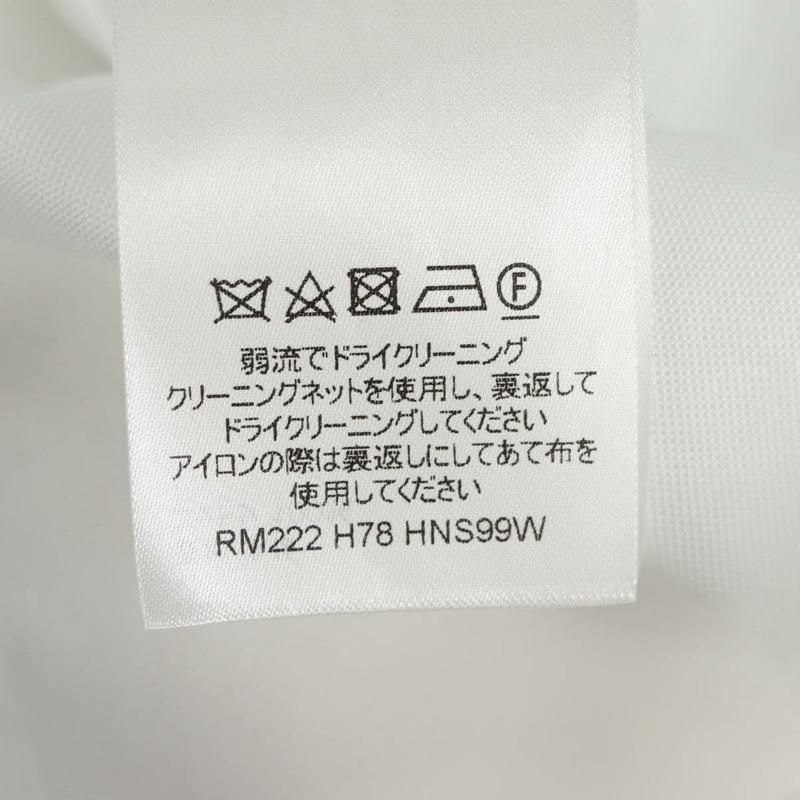 F
弱流でドライクリーニング
クリーニングネットを使用し、裏返して
ドライクリーニングしてください
アイロンの際は裏返しにしてあて布を
使用してください
RM222 H78 HNS99W